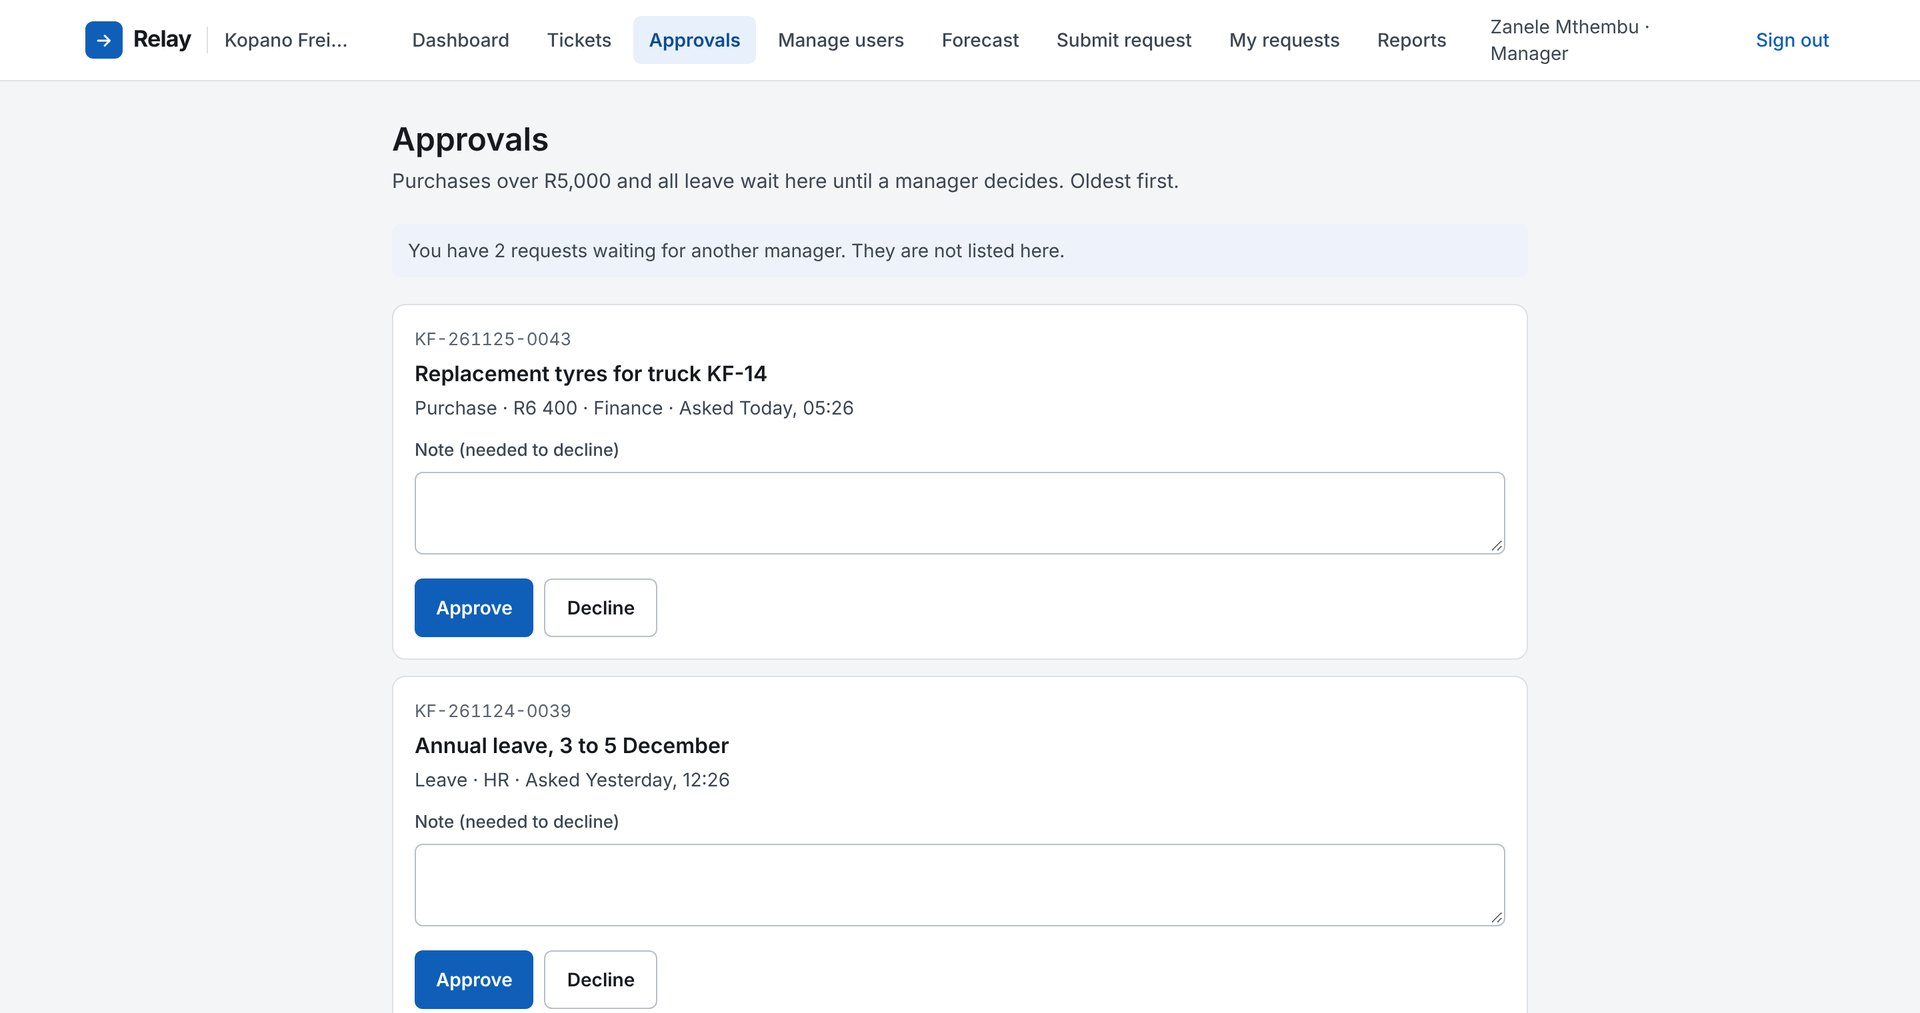 Relay
Kopano Frei...
Dashboard
Tickets
Approvals
Manage users
Forecast
Submit request
My requests
Reports
Zanele Mthembu ·
Manager
Sign out
Approvals
Purchases over R5,000 and all leave wait here until a manager decides. Oldest first.
You have 2 requests waiting for another manager. They are not listed here.
KF-261125-0043
Replacement tyres for truck KF-14
Purchase · R6 400 · Finance · Asked Today, 05:26
Note (needed to decline)
Approve
Decline
KF-261124-0039
Annual leave, 3 to 5 December
Leave · HR · Asked Yesterday, 12:26
Note (needed to decline)
Approve
Decline